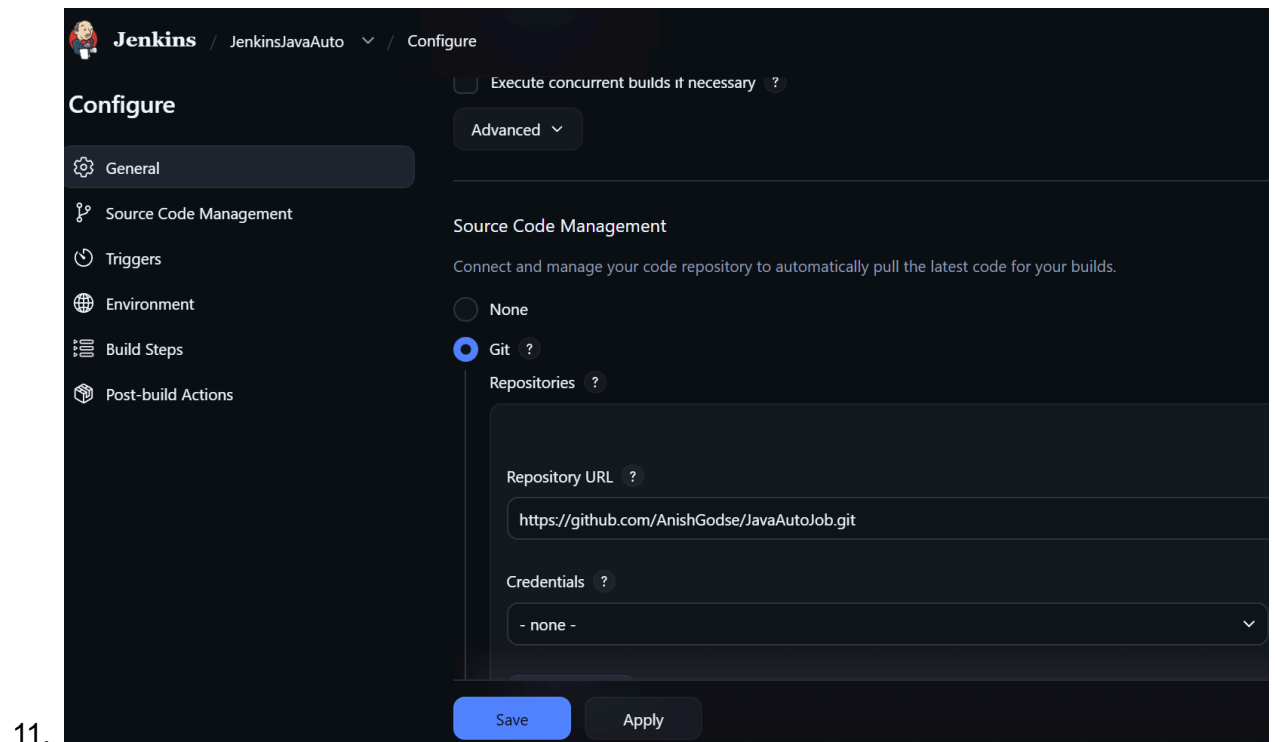 Jenkins / JenkinsJavaAuto / Configure
Configure
General
Source Code Management
Triggers
Environment
Build Steps
Post-build Actions
Execute concurrent builds if necessary ?
Advanced
Source Code Management
Connect and manage your code repository to automatically pull the latest code for your builds.
None
Git ?
Repositories ?
Repository URL ?
https://github.com/AnishGodse/JavaAutoJob.git
Credentials ?
- none -
Save
Apply
11.